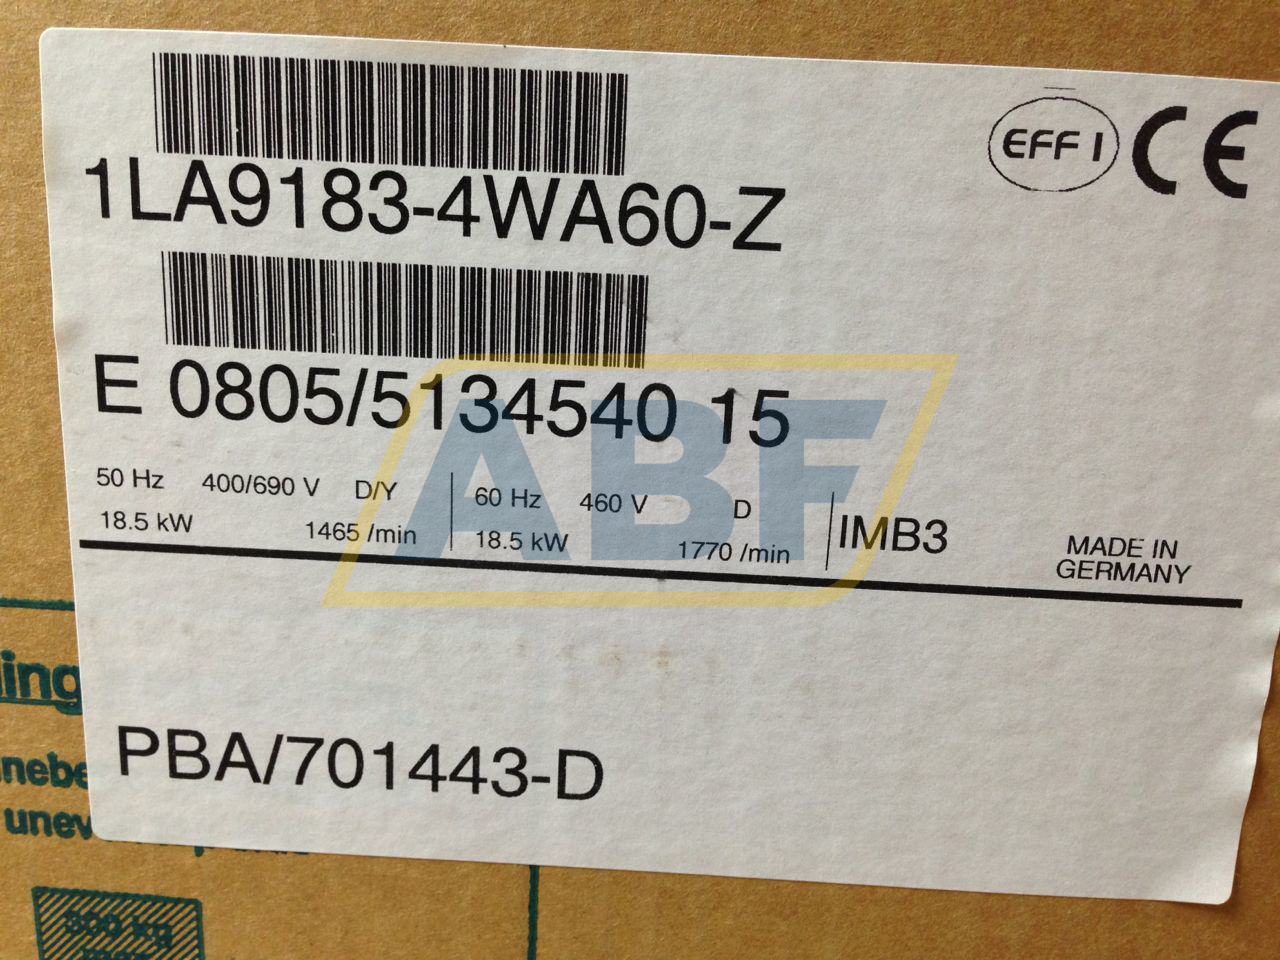 1LA9183-4WA60-Z
EFF 1 CE
E 0805/5134540 15
50 Hz 400/690 V D/Y 60 Hz 460 V D
18.5 kW 1465 /min 18.5 kW 1770 /min IMB3
MADE IN
GERMANY
ABF
PBA/701443-D
ing
nebe
unev